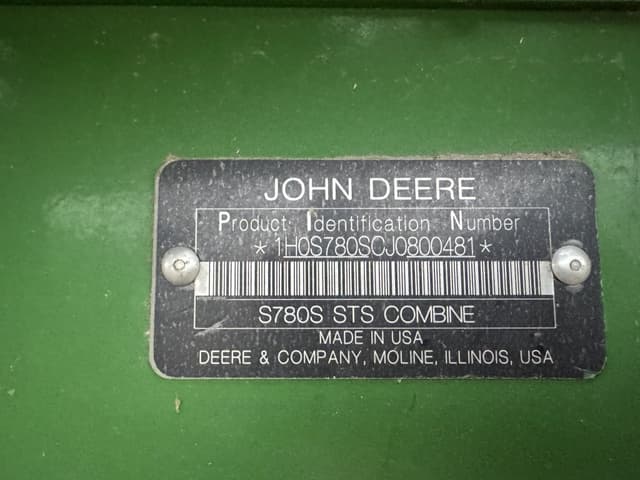 JOHN DEERE
Product Identification Number
*1H0S780SCJ0800481*
S780S STS COMBINE
MADE IN USA
DEERE & COMPANY, MOLINE, ILLINOIS, USA